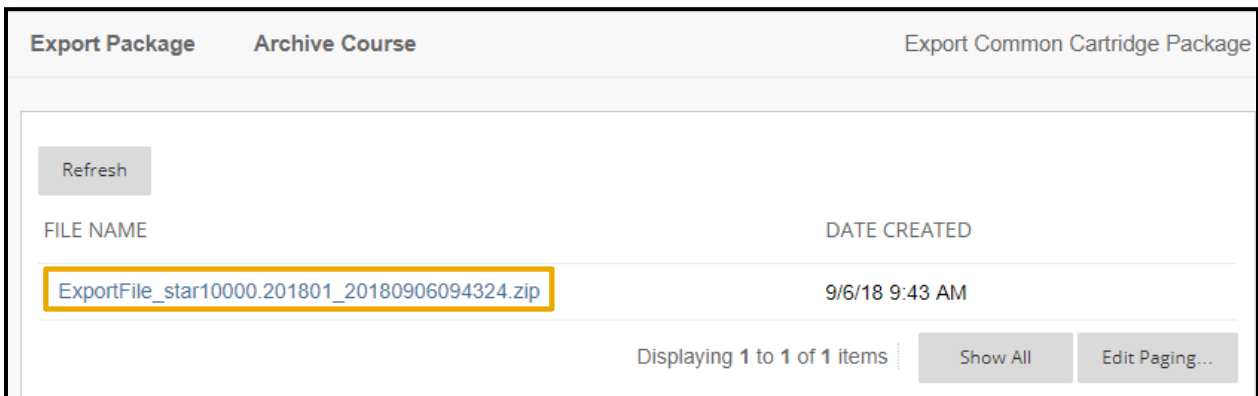 Export Package Archive Course Export Common Cartridge Package
Refresh
FILE NAME DATE CREATED
ExportFile_star10000.201801_20180906094324.zip 9/6/18 9:43 AM
Displaying 1 to 1 of 1 items Show All Edit Paging...